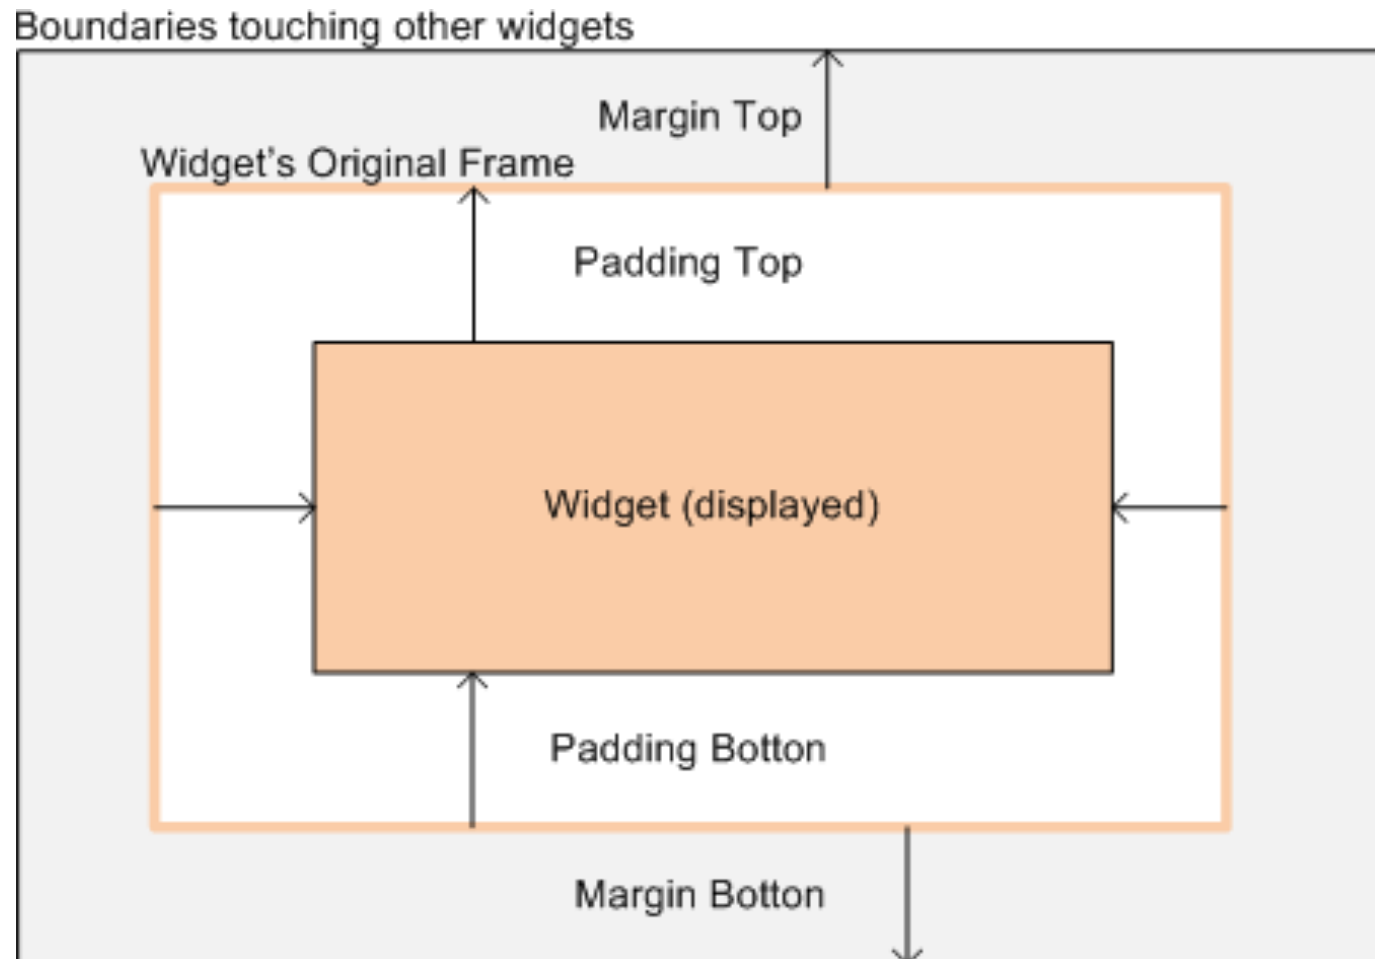 Boundaries touching other widgets
Margin Top
Widget’s Original Frame
Padding Top
Widget (displayed)
Padding Botton
Margin Botton